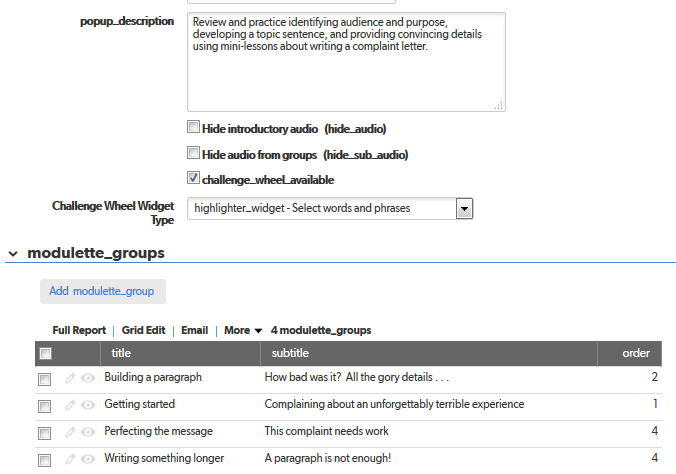 popup_description
Review and practice identifying audience and purpose,
developing a topic sentence, and providing convincing details
using mini-lessons about writing a complaint letter.
Hide introductory audio (hide_audio)
Hide audio from groups (hide_sub_audio)
challenge_wheel_available
Challenge Wheel Widget
Type
highlighter_widget - Select words and phrases
modulette_groups
Add modulette_group
Full Report | Grid Edit | Email | More 4 modulette_groups
title subtitle order
Building a paragraph How bad was it? All the gory details . . . 2
Getting started Complaining about an unforgettably terrible experience 1
Perfecting the message This complaint needs work 4
Writing something longer A paragraph is not enough! 4